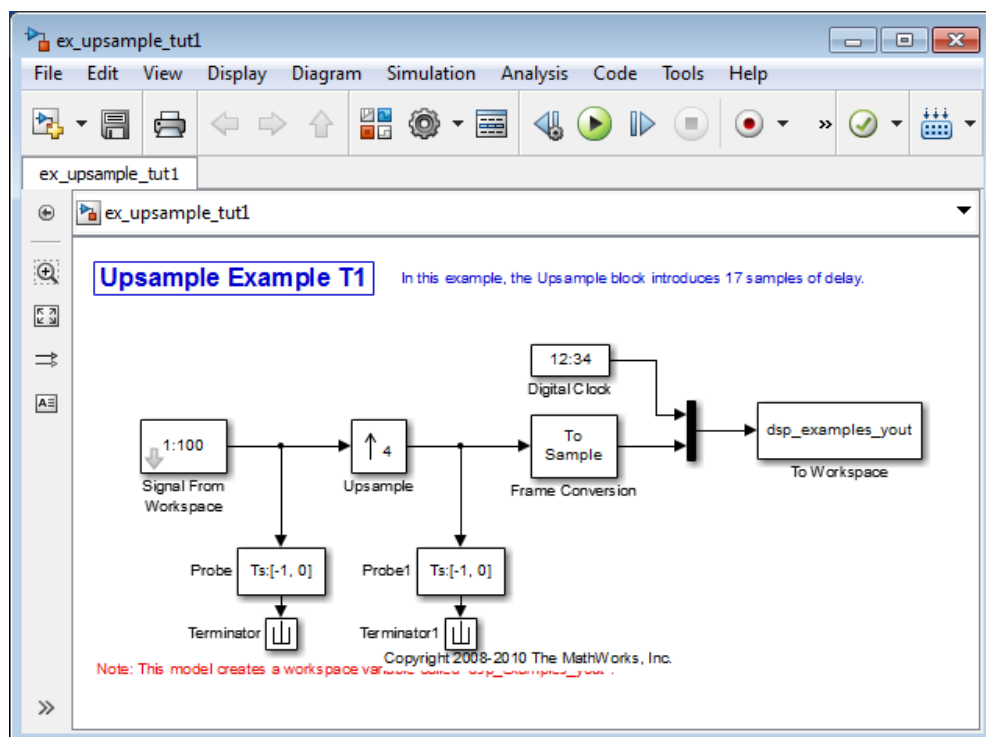 ex_upsample_tut1
File Edit View Display Diagram Simulation Analysis Code Tools Help
»
ex_upsample_tut1
ex_upsample_tut1
Upsample Example T1
In this example, the Upsample block introduces 17 samples of delay.
12:34
Digital Clock
1:100
Signal From
Workspace
4
Upsample
To
Sample
Frame Conversion
dsp_examples_yout
To Workspace
Probe Ts:[-1, 0]
Probe1 Ts:[-1, 0]
Terminator
Terminator1
Copyright 2008-2010 The MathWorks, Inc.
Note: This model creates a workspace variable called "dsp_examples_yout".
A
»